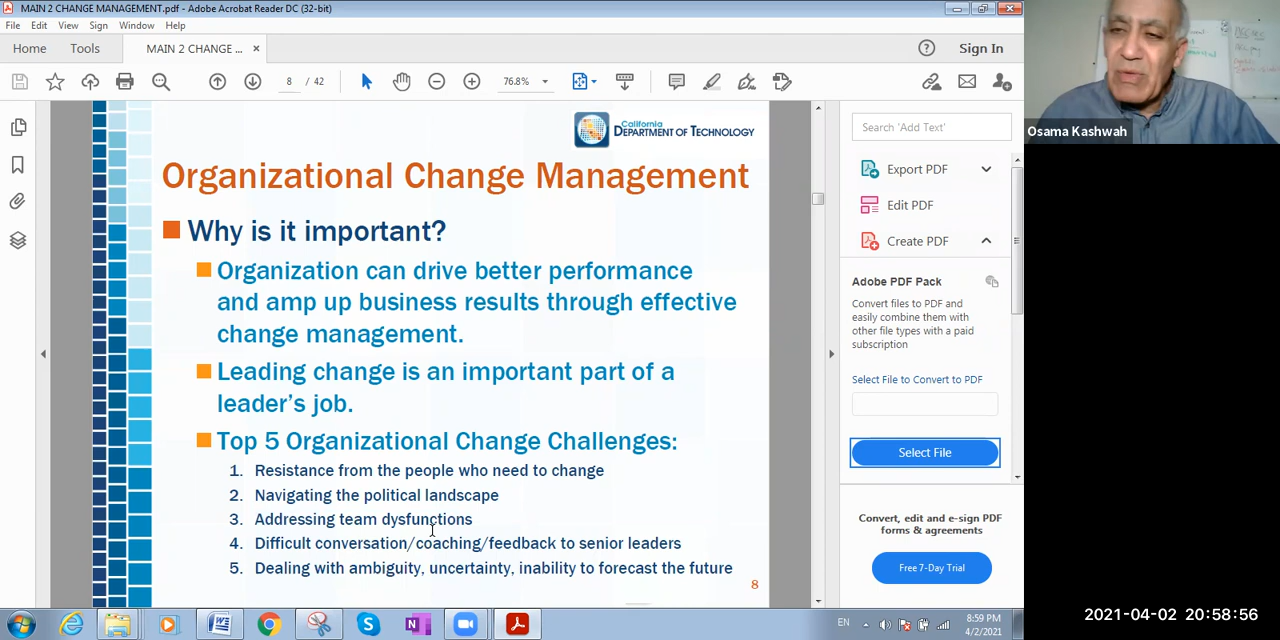 MAIN 2 CHANGE MANAGEMENT.pdf - Adobe Acrobat Reader DC (32-bit)
File Edit View Sign Window Help
Home Tools MAIN 2 CHANGE ... × Sign In
8 / 42 76.8%
Osama Kashwah
California
DEPARTMENT OF TECHNOLOGY
Organizational Change Management
Why is it important?
Organization can drive better performance
and amp up business results through effective
change management.
Leading change is an important part of a
leader's job.
Top 5 Organizational Change Challenges:
1. Resistance from the people who need to change
2. Navigating the political landscape
3. Addressing team dysfunctions
4. Difficult conversation/coaching/feedback to senior leaders
5. Dealing with ambiguity, uncertainty, inability to forecast the future
8
Search 'Add Text'
Export PDF
Edit PDF
Create PDF
Adobe PDF Pack
Convert files to PDF and
easily combine them with
other file types with a paid
subscription
Select File to Convert to PDF
Select File
Convert, edit and e-sign PDF
forms & agreements
Free 7-Day Trial
EN
8:59 PM
4/2/2021
2021-04-02 20:58:56